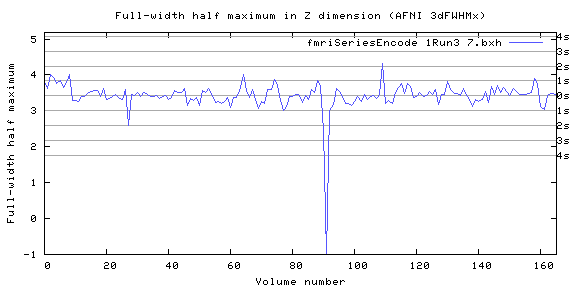 Full-width half maximum in Z dimension (AFNI 3dFWHMx)
fmriSeriesEncode 1Run3 7.bxh
Full-width half maximum
5
4
3
2
1
0
-1
4s
3s
2s
1s
0s
1s
2s
3s
4s
0 20 40 60 80 100 120 140 160
Volume number